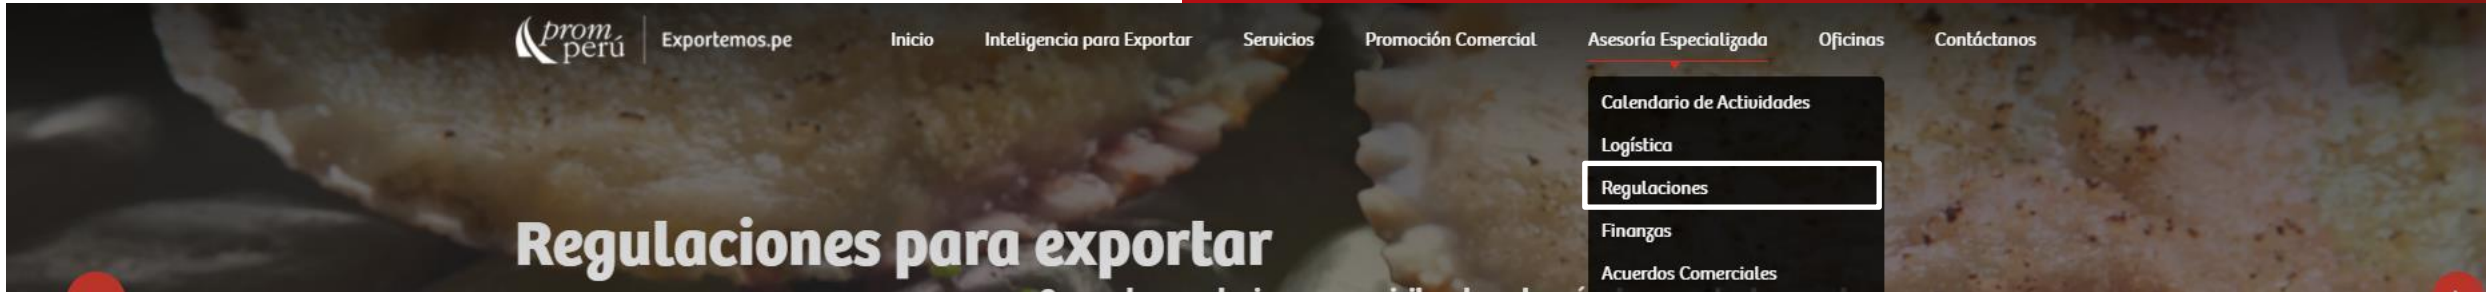 prom
perú
Exportemos.pe
Inicio
Inteligencia para Exportar
Servicios
Promoción Comercial
Asesoría Especializada
Oficinas
Contáctanos
Calendario de Actividades
Logística
Regulaciones
Finanzas
Acuerdos Comerciales
Regulaciones para exportar